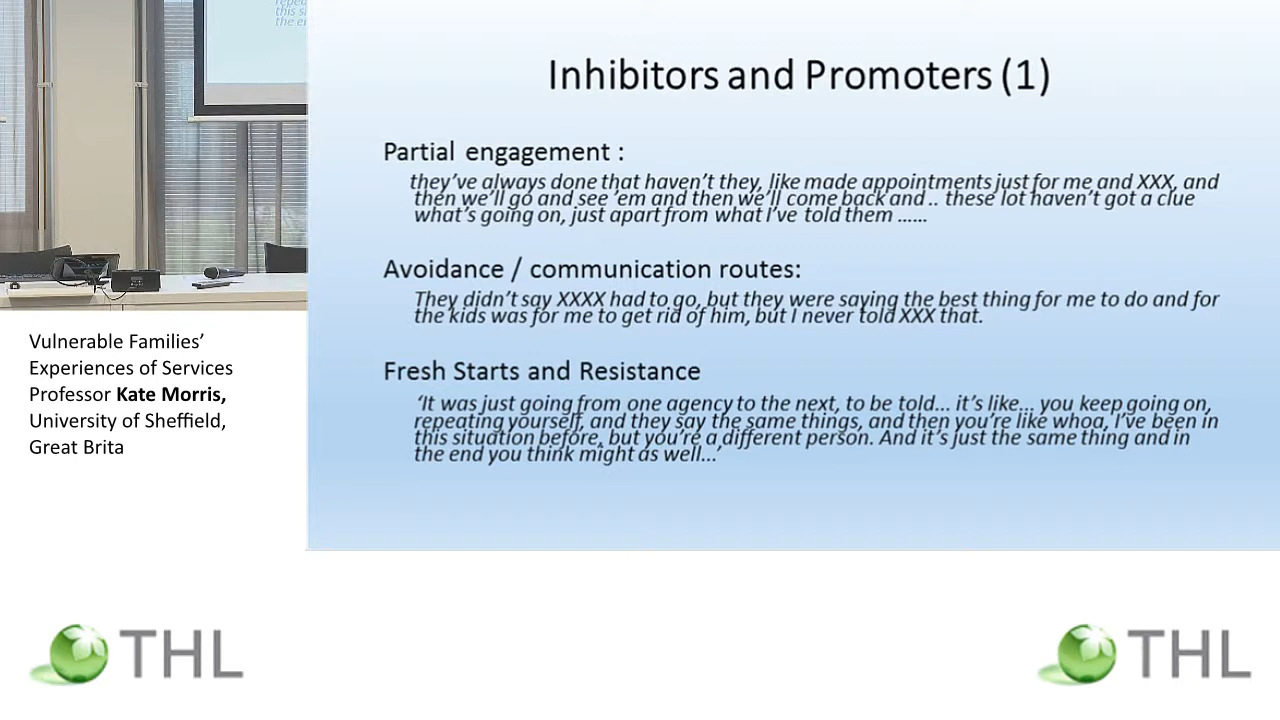 repea
this si
the en
Vulnerable Families’
Experiences of Services
Professor Kate Morris,
University of Sheffield,
Great Brita
Inhibitors and Promoters (1)
Partial engagement :
they’ve always done that haven’t they, like made appointments just for me and XXX, and
then we’ll go and see ’em and then we’ll come back and .. these lot haven’t got a clue
what’s going on, just apart from what I’ve told them ......
Avoidance / communication routes:
They didn’t say XXXX had to go, but they were saying the best thing for me to do and for
the kids was for me to get rid of him, but I never told XXX that.
Fresh Starts and Resistance
‘It was just going from one agency to the next, to be told... it’s like... you keep going on,
repeating yourself, and they say the same things, and then you’re like whoa, I’ve been in
this situation before, but you’re a different person. And it’s just the same thing and in
the end you think might as well...’
THL
THL